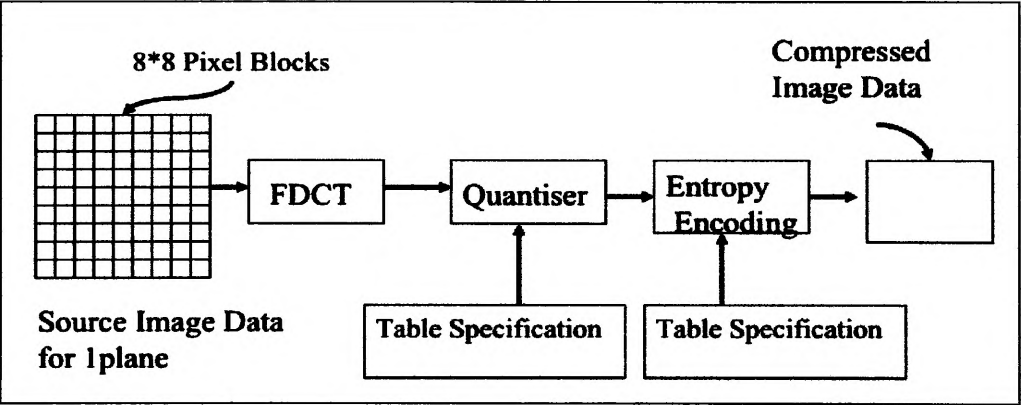 8*8 Pixel Blocks
Compressed
Image Data
FDCT
Quantiser
Entropy
Encoding
Source Image Data
for 1plane
Table Specification
Table Specification